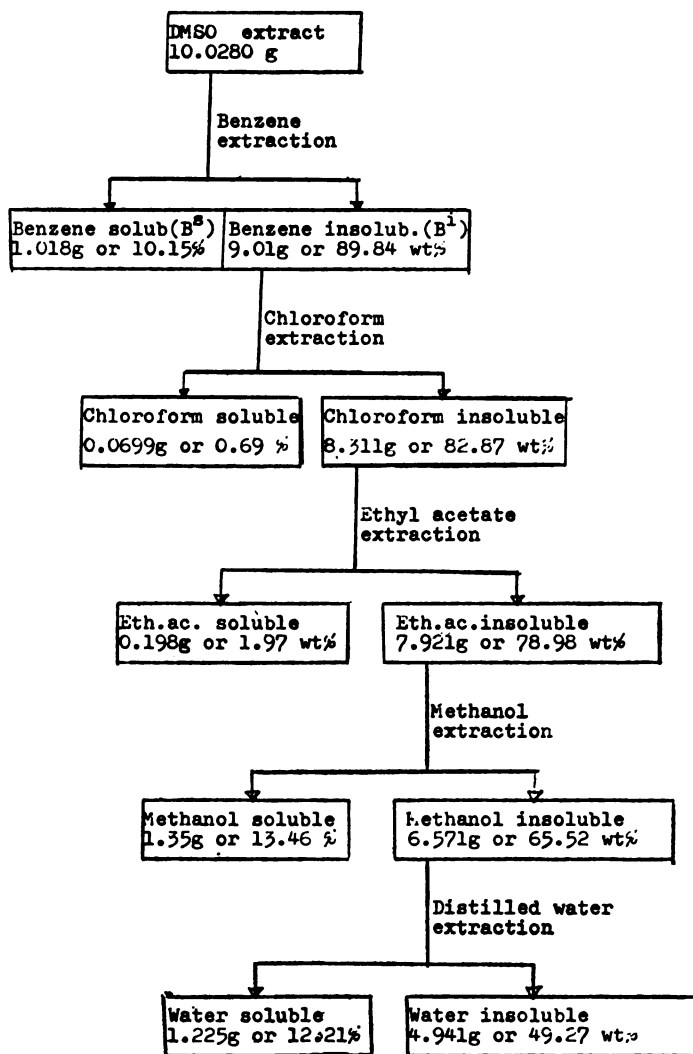 DMSO extract
10.0280 g
Benzene
extraction
Benzene solub(Bˢ)
1.018g or 10.15%
Benzene insolub.(Bⁱ)
9.01g or 89.84 wt%
Chloroform
extraction
Chloroform soluble
0.0699g or 0.69 %
Chloroform insoluble
8.311g or 82.87 wt%
Ethyl acetate
extraction
Eth.ac. soluble
0.198g or 1.97 wt%
Eth.ac.insoluble
7.921g or 78.98 wt%
Methanol
extraction
Methanol soluble
1.35g or 13.46 %
Methanol insoluble
6.571g or 65.52 wt%
Distilled water
extraction
Water soluble
1.225g or 12.21%
Water insoluble
4.941g or 49.27 wt%